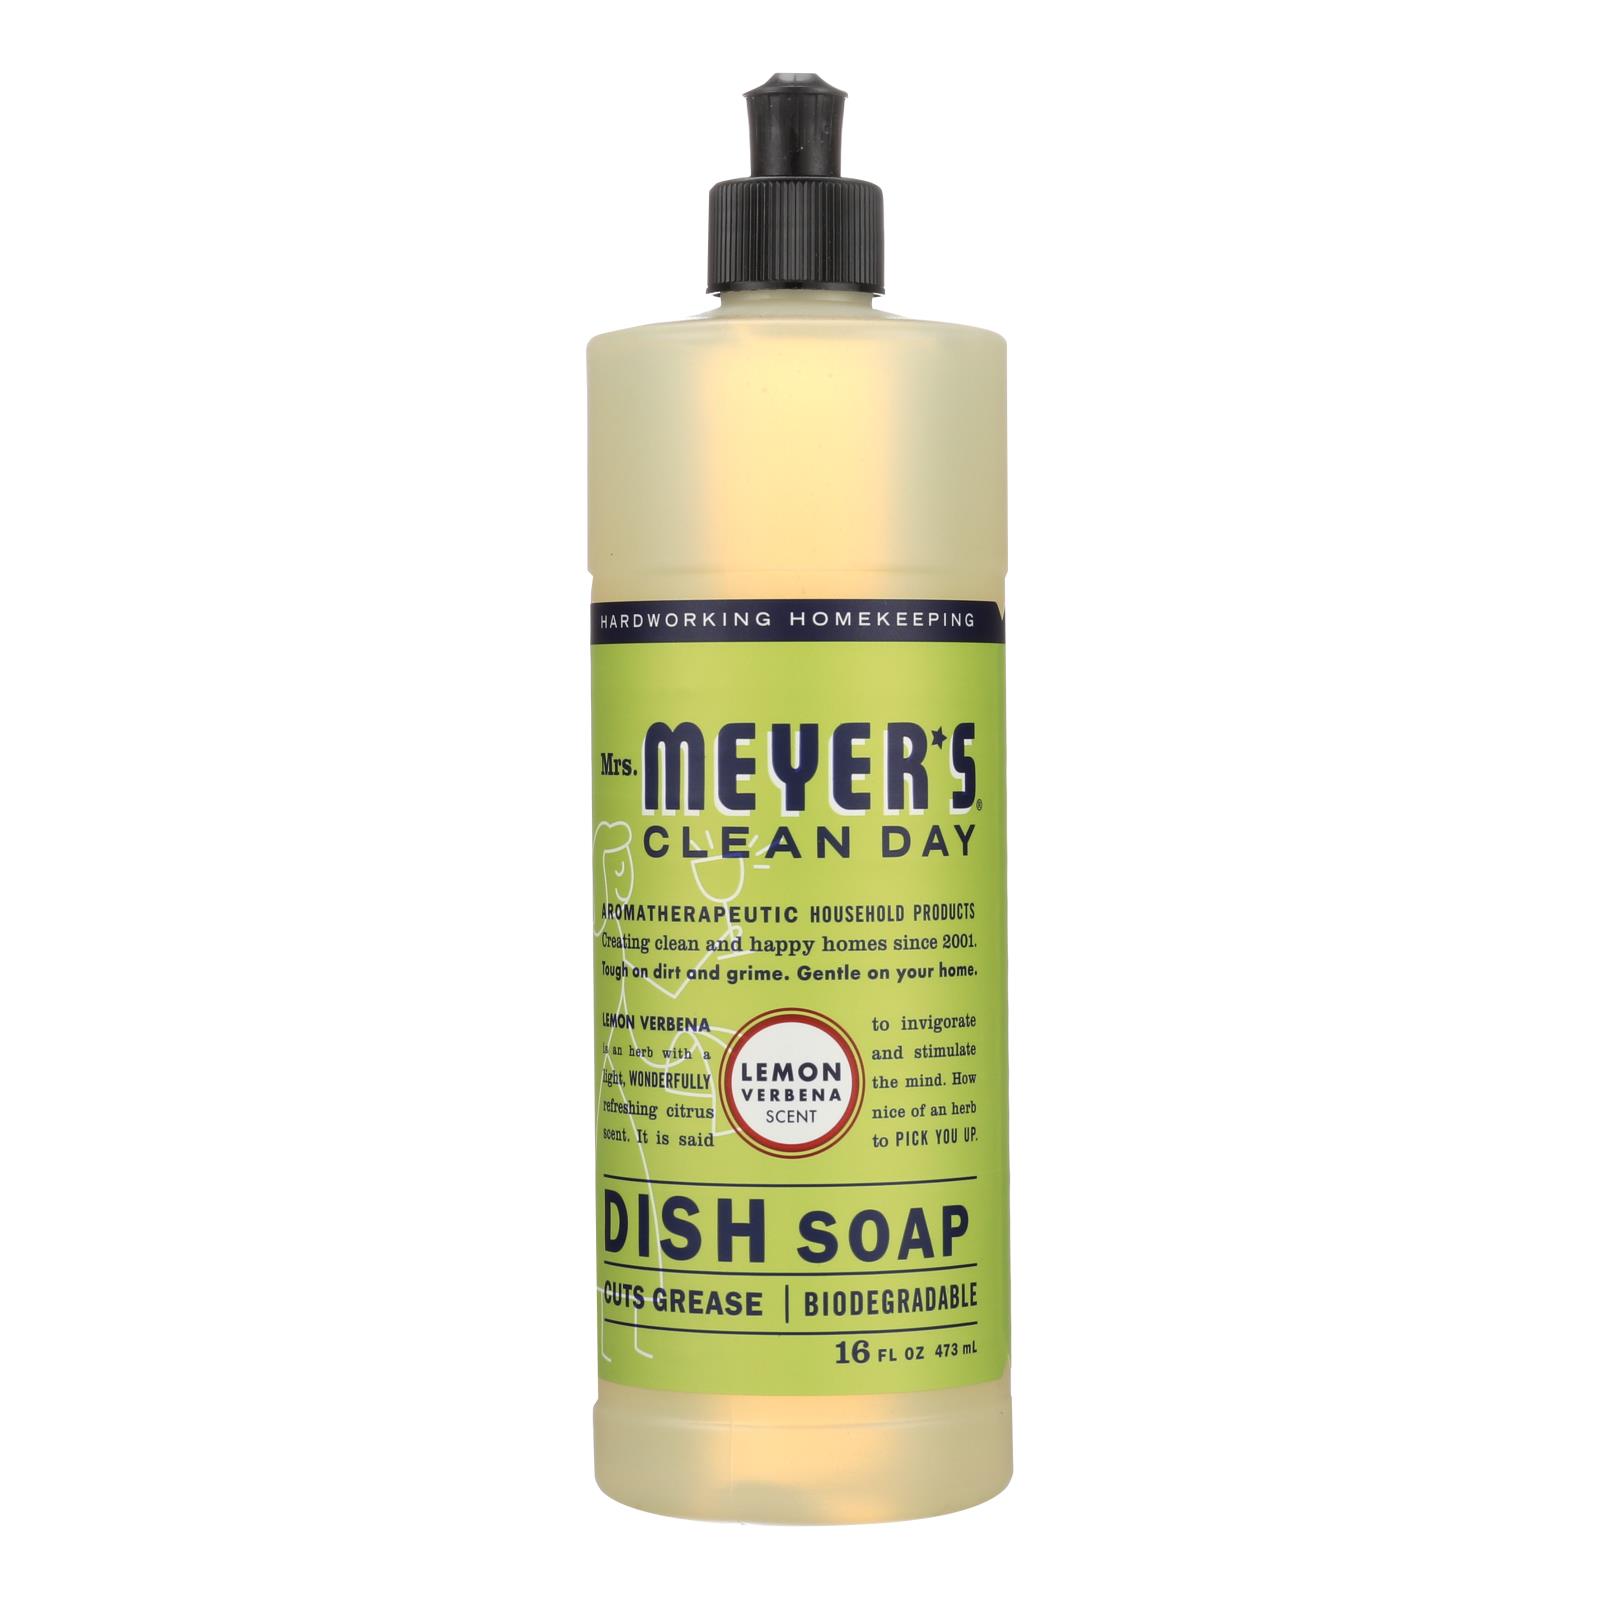 HARDWORKING HOMEKEEPING
Mrs. MEYER'S®
CLEAN DAY
AROMATHERAPEUTIC HOUSEHOLD PRODUCTS
Creating clean and happy homes since 2001.
Tough on dirt and grime. Gentle on your home.
LEMON VERBENA
is an herb with a
light, WONDERFULLY
refreshing citrus
scent. It is said
LEMON
VERBENA
SCENT
to invigorate
and stimulate
the mind. How
nice of an herb
to PICK YOU UP.
DISH SOAP
CUTS GREASE | BIODEGRADABLE
16 FL OZ 473 mL